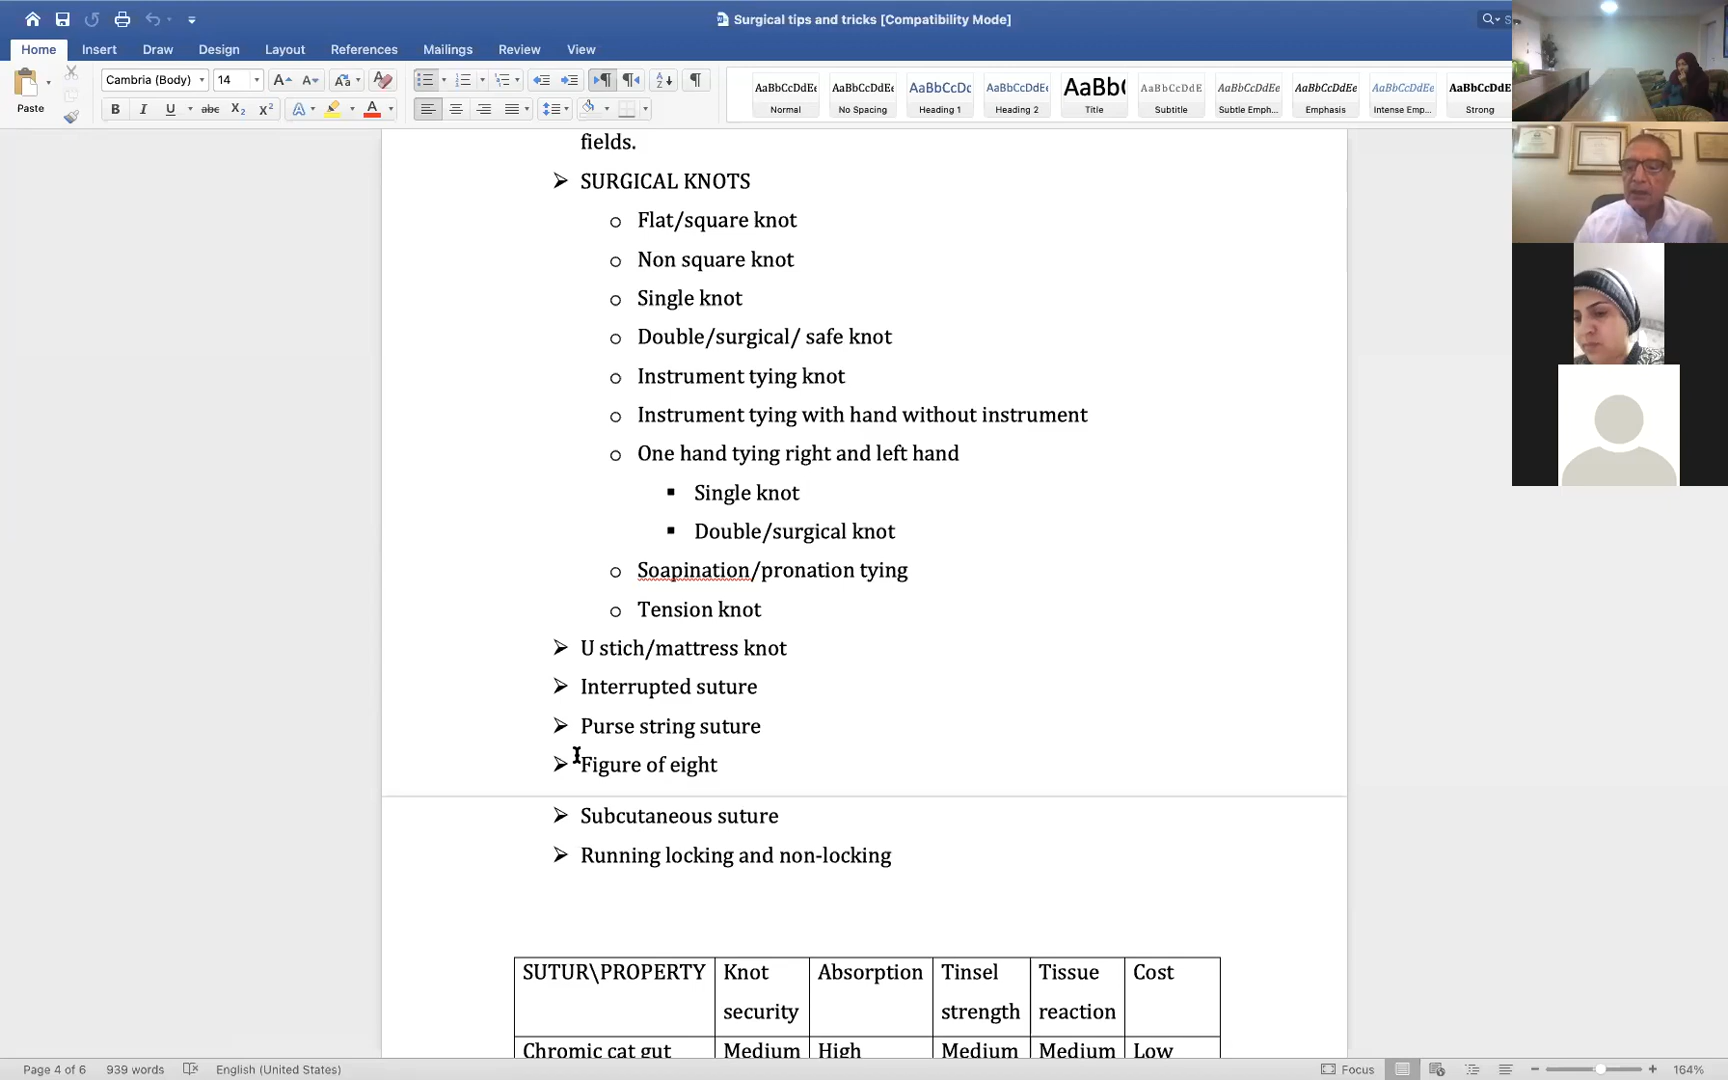 Surgical tips and tricks [Compatibility Mode]
Home Insert Draw Design Layout References Mailings Review View
Paste
Cambria (Body) 14
AaBbCcDdEe AaBbCcDdEe AaBbCcDc AaBbCcDdEe AaBbC AaBbCcDdE AaBbCcDdEe AaBbCcDdEe AaBbCcDdEe AaBbCcDdE
Normal No Spacing Heading 1 Heading 2 Title Subtitle Subtle Emph... Emphasis Intense Emp... Strong
fields.
➢ SURGICAL KNOTS
o Flat/square knot
o Non square knot
o Single knot
o Double/surgical/ safe knot
o Instrument tying knot
o Instrument tying with hand without instrument
o One hand tying right and left hand
▪ Single knot
▪ Double/surgical knot
o Soapination/pronation tying
o Tension knot
➢ U stich/mattress knot
➢ Interrupted suture
➢ Purse string suture
➢ Figure of eight
➢ Subcutaneous suture
➢ Running locking and non-locking
SUTUR\PROPERTY Knot security Absorption Tinsel strength Tissue reaction Cost
Chromic cat gut Medium High Medium Medium Low
Page 4 of 6 939 words English (United States) Focus 164%